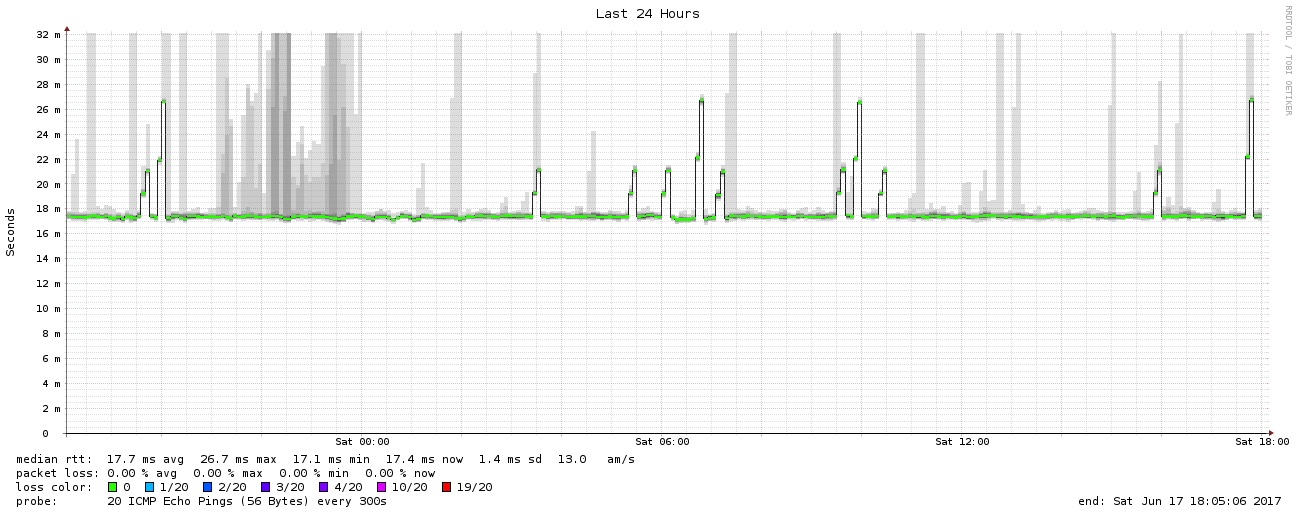 Last 24 Hours
RRDTOOL / TOBI OETIKER
Seconds
32 m
30 m
28 m
26 m
24 m
22 m
20 m
18 m
16 m
14 m
12 m
10 m
8 m
6 m
4 m
2 m
0
Sat 00:00 Sat 06:00 Sat 12:00 Sat 18:00
median rtt: 17.7 ms avg 26.7 ms max 17.1 ms min 17.4 ms now 1.4 ms sd 13.0 am/s
packet loss: 0.00 % avg 0.00 % max 0.00 % min 0.00 % now
loss color: 0 1/20 2/20 3/20 4/20 10/20 19/20
probe: 20 ICMP Echo Pings (56 Bytes) every 300s end: Sat Jun 17 18:05:06 2017